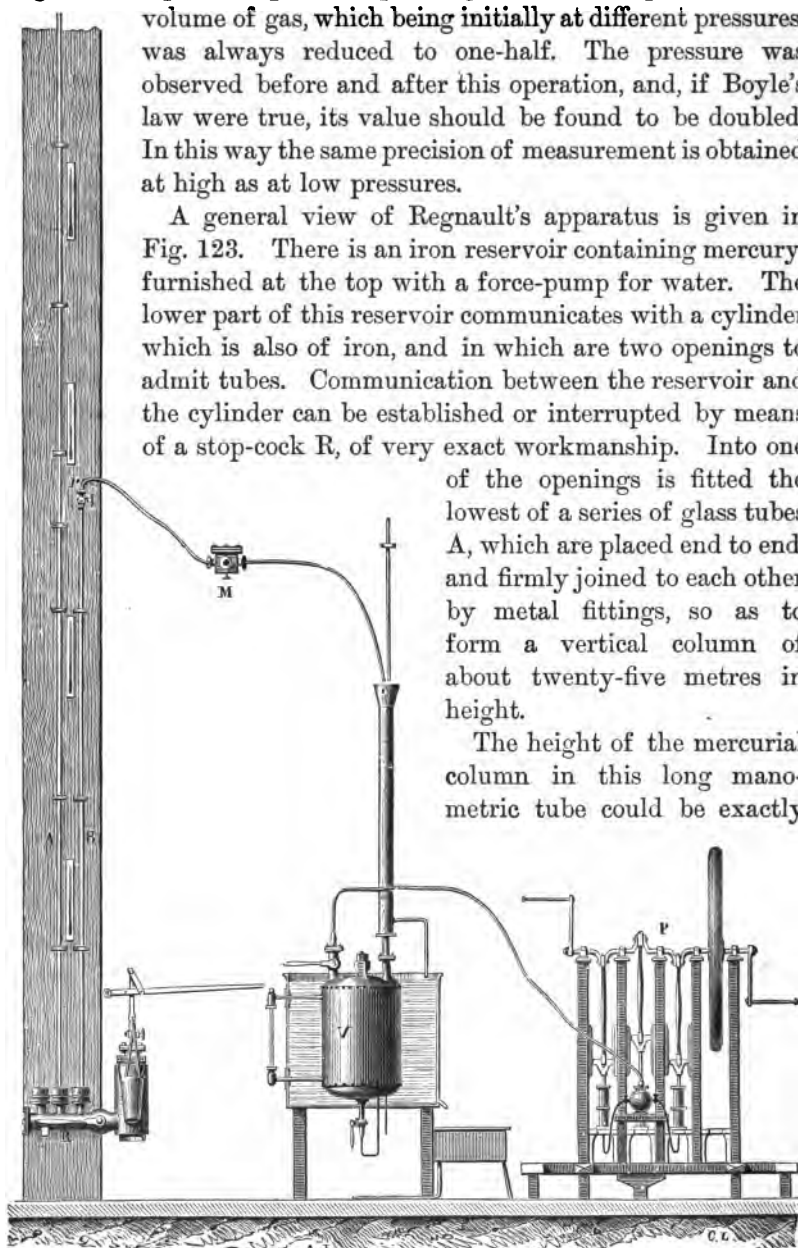 volume of gas, which being initially at different pressures,
was always reduced to one-half. The pressure was
observed before and after this operation, and, if Boyle's
law were true, its value should be found to be doubled.
In this way the same precision of measurement is obtained
at high as at low pressures.
A general view of Regnault's apparatus is given in
Fig. 123. There is an iron reservoir containing mercury,
furnished at the top with a force-pump for water. The
lower part of this reservoir communicates with a cylinder
which is also of iron, and in which are two openings to
admit tubes. Communication between the reservoir and
the cylinder can be established or interrupted by means
of a stop-cock R, of very exact workmanship. Into one
of the openings is fitted the
lowest of a series of glass tubes
A, which are placed end to end,
and firmly joined to each other
by metal fittings, so as to
form a vertical column of
about twenty-five metres in
height.
The height of the mercurial
column in this long mano-
metric tube could be exactly
M
A B
P
V
R
C.L.